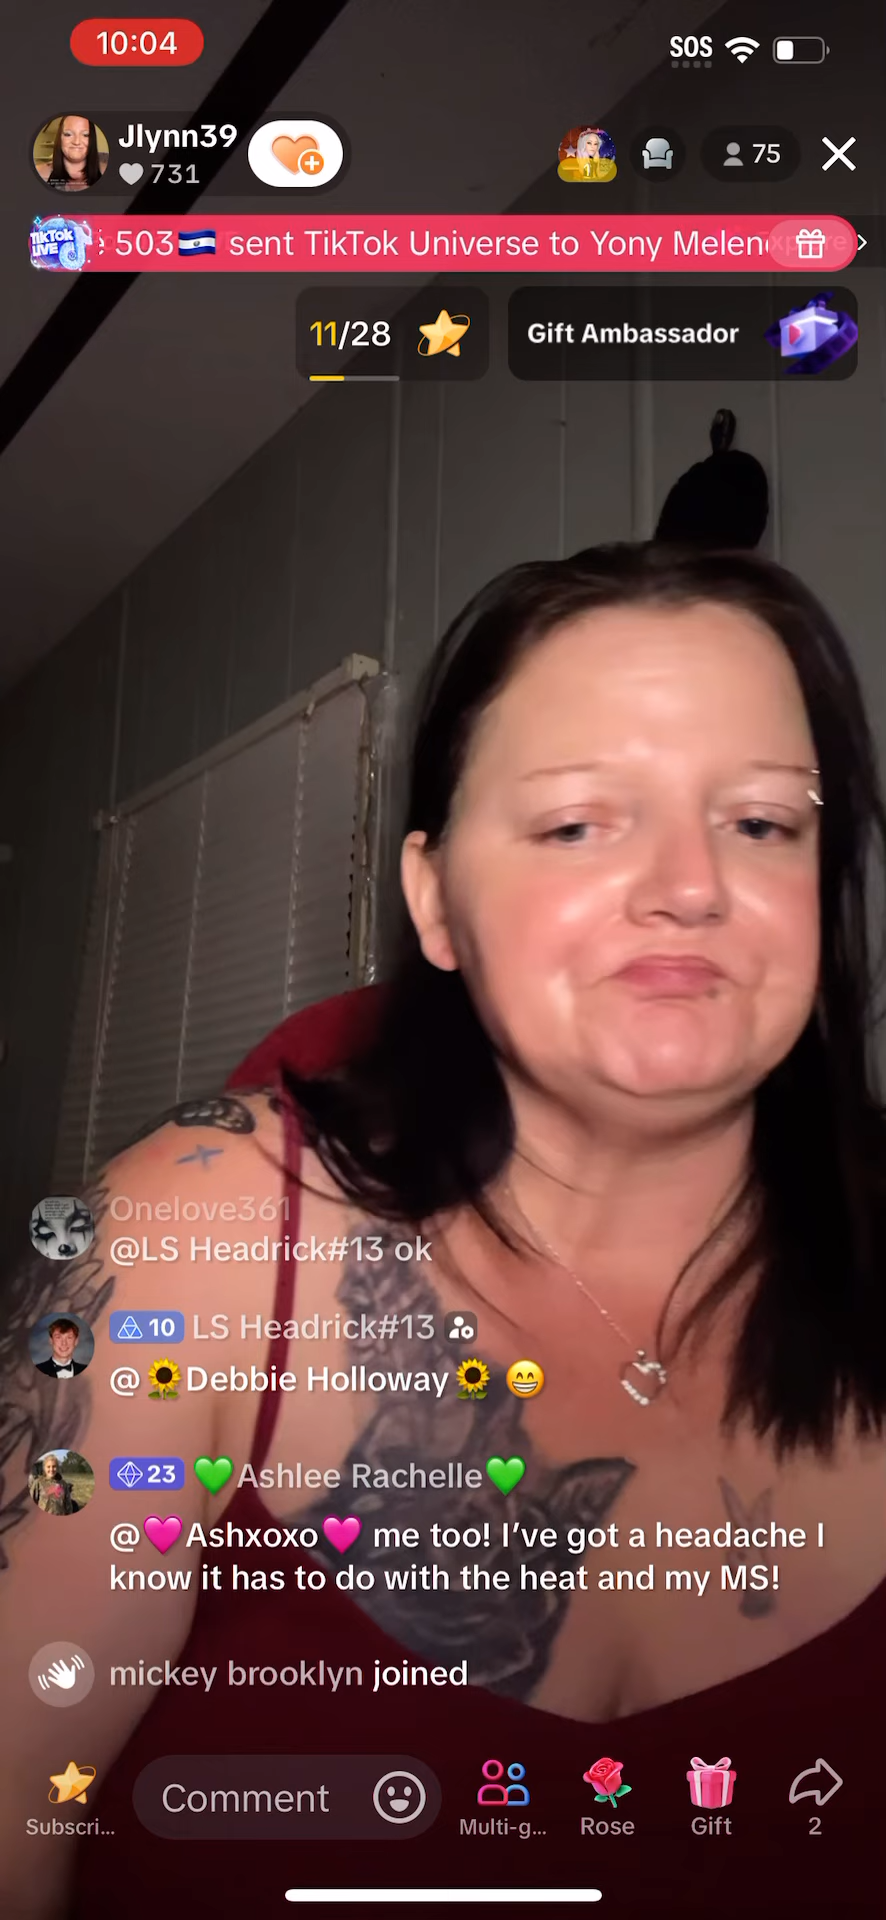 10:04
SOS
Jlynn39
731
75
TikTok LIVE
503🇸🇻 sent TikTok Universe to Yony Melen
11/28
Gift Ambassador
Onelove361
@LS Headrick#13 ok
10 LS Headrick#13
@🌻Debbie Holloway🌻 😁
23 💚Ashlee Rachelle💚
@💗Ashxoxo💗 me too! I’ve got a headache I
know it has to do with the heat and my MS!
mickey brooklyn joined
Comment
Subscri...
Multi-g...
Rose
Gift
2